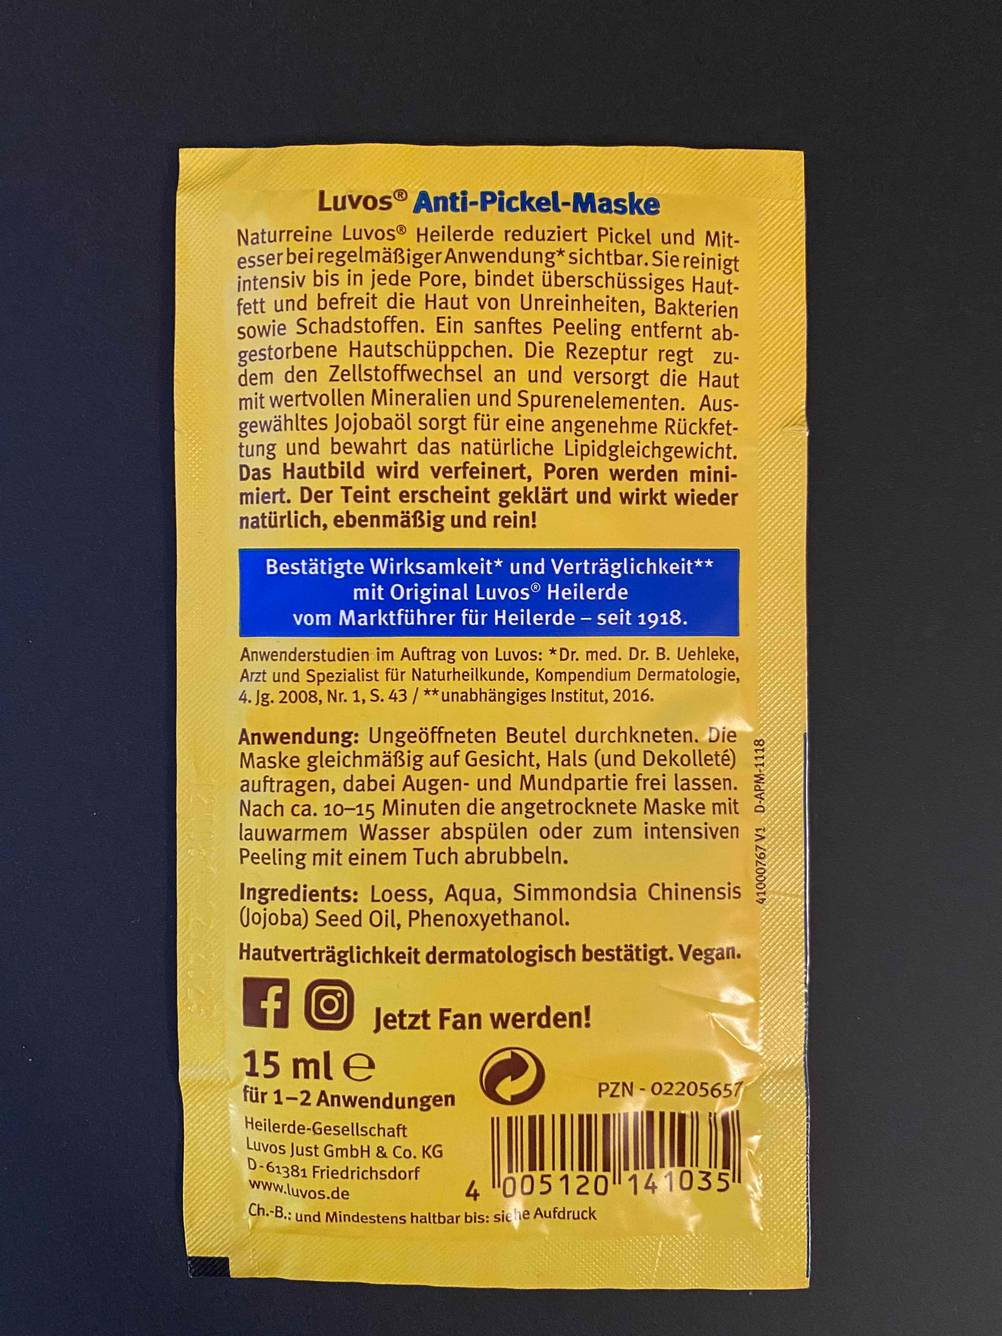 Luvos® Anti-Pickel-Maske
Naturreine Luvos® Heilerde reduziert Pickel und Mit-
esser bei regelmäßiger Anwendung* sichtbar. Sie reinigt
intensiv bis in jede Pore, bindet überschüssiges Haut-
fett und befreit die Haut von Unreinheiten, Bakterien
sowie Schadstoffen. Ein sanftes Peeling entfernt ab-
gestorbene Hautschüppchen. Die Rezeptur regt zu-
dem den Zellstoffwechsel an und versorgt die Haut
mit wertvollen Mineralien und Spurenelementen. Aus-
gewähltes Jojobaöl sorgt für eine angenehme Rückfet-
tung und bewahrt das natürliche Lipidgleichgewicht.
Das Hautbild wird verfeinert, Poren werden mini-
miert. Der Teint erscheint geklärt und wirkt wieder
natürlich, ebenmäßig und rein!
Bestätigte Wirksamkeit* und Verträglichkeit**
mit Original Luvos® Heilerde
vom Marktführer für Heilerde – seit 1918.
Anwenderstudien im Auftrag von Luvos: *Dr. med. Dr. B. Uehleke,
Arzt und Spezialist für Naturheilkunde, Kompendium Dermatologie,
4. Jg. 2008, Nr. 1, S. 43 / **unabhängiges Institut, 2016.
Anwendung: Ungeöffneten Beutel durchkneten. Die
Maske gleichmäßig auf Gesicht, Hals (und Dekolleté)
auftragen, dabei Augen- und Mundpartie frei lassen.
Nach ca. 10–15 Minuten die angetrocknete Maske mit
lauwarmem Wasser abspülen oder zum intensiven
Peeling mit einem Tuch abrubbeln.
Ingredients: Loess, Aqua, Simmondsia Chinensis
(Jojoba) Seed Oil, Phenoxyethanol.
Hautverträglichkeit dermatologisch bestätigt. Vegan.
41000767 V1 D-APM-1118
Jetzt Fan werden!
15 ml e
für 1–2 Anwendungen
Heilerde-Gesellschaft
Luvos Just GmbH & Co. KG
D-61381 Friedrichsdorf
www.luvos.de
Ch.-B.: und Mindestens haltbar bis: siehe Aufdruck
PZN - 02205657
4 005120 141035